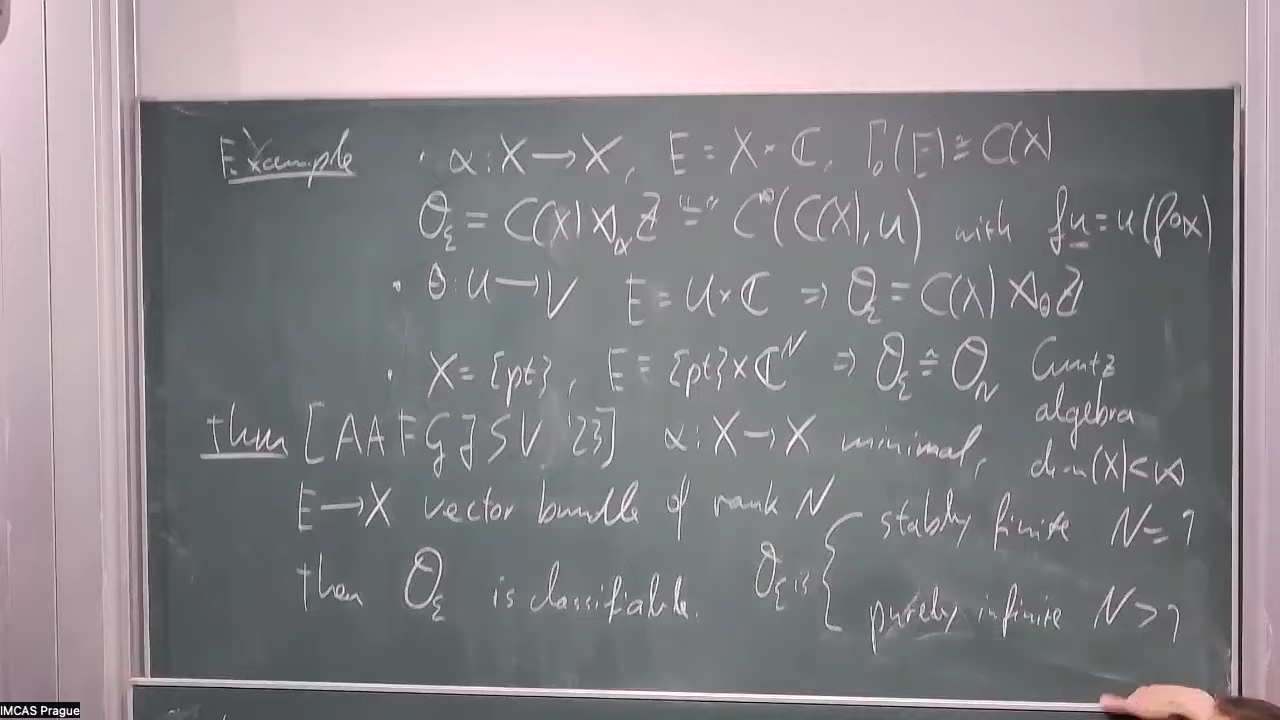 Example · α: X → X, E = X × ℂ, Γ₀(E) ≅ C(X)
𝒪_ℰ = C(X) ⋊_α ℤ "=" C*(C(X), u) with fu = u(f∘α)
· θ: U → V E = U × ℂ ⇒ 𝒪_ℰ = C(X) ⋊_θ ℤ
· X = {pt}, E = {pt} × ℂ^N ⇒ 𝒪_ℰ ≅ 𝒪_N Cuntz
algebra
thm [AAFGJSV '23] α: X → X minimal, dim(X) < ∞
E → X vector bundle of rank N
then 𝒪_ℰ is classifiable. 𝒪_ℰ is { stably finite N = 1
purely infinite N > 1
IMCAS Prague